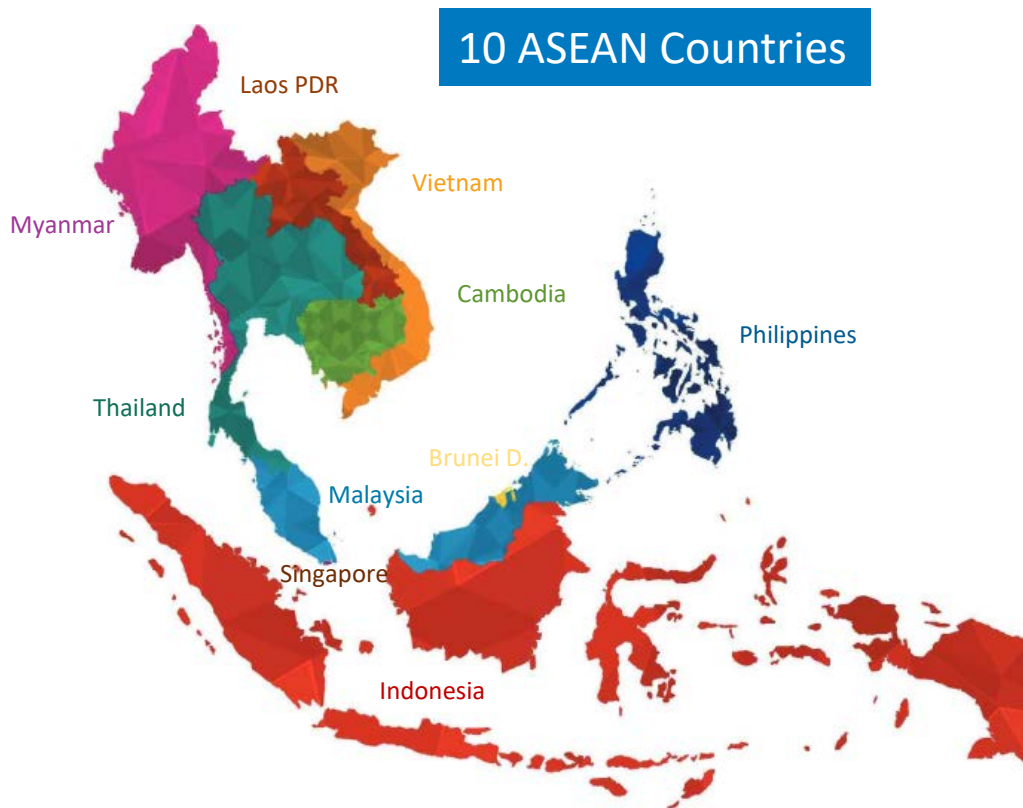 10 ASEAN Countries
Laos PDR
Vietnam
Myanmar
Cambodia
Philippines
Thailand
Brunei D.
Malaysia
Singapore
Indonesia